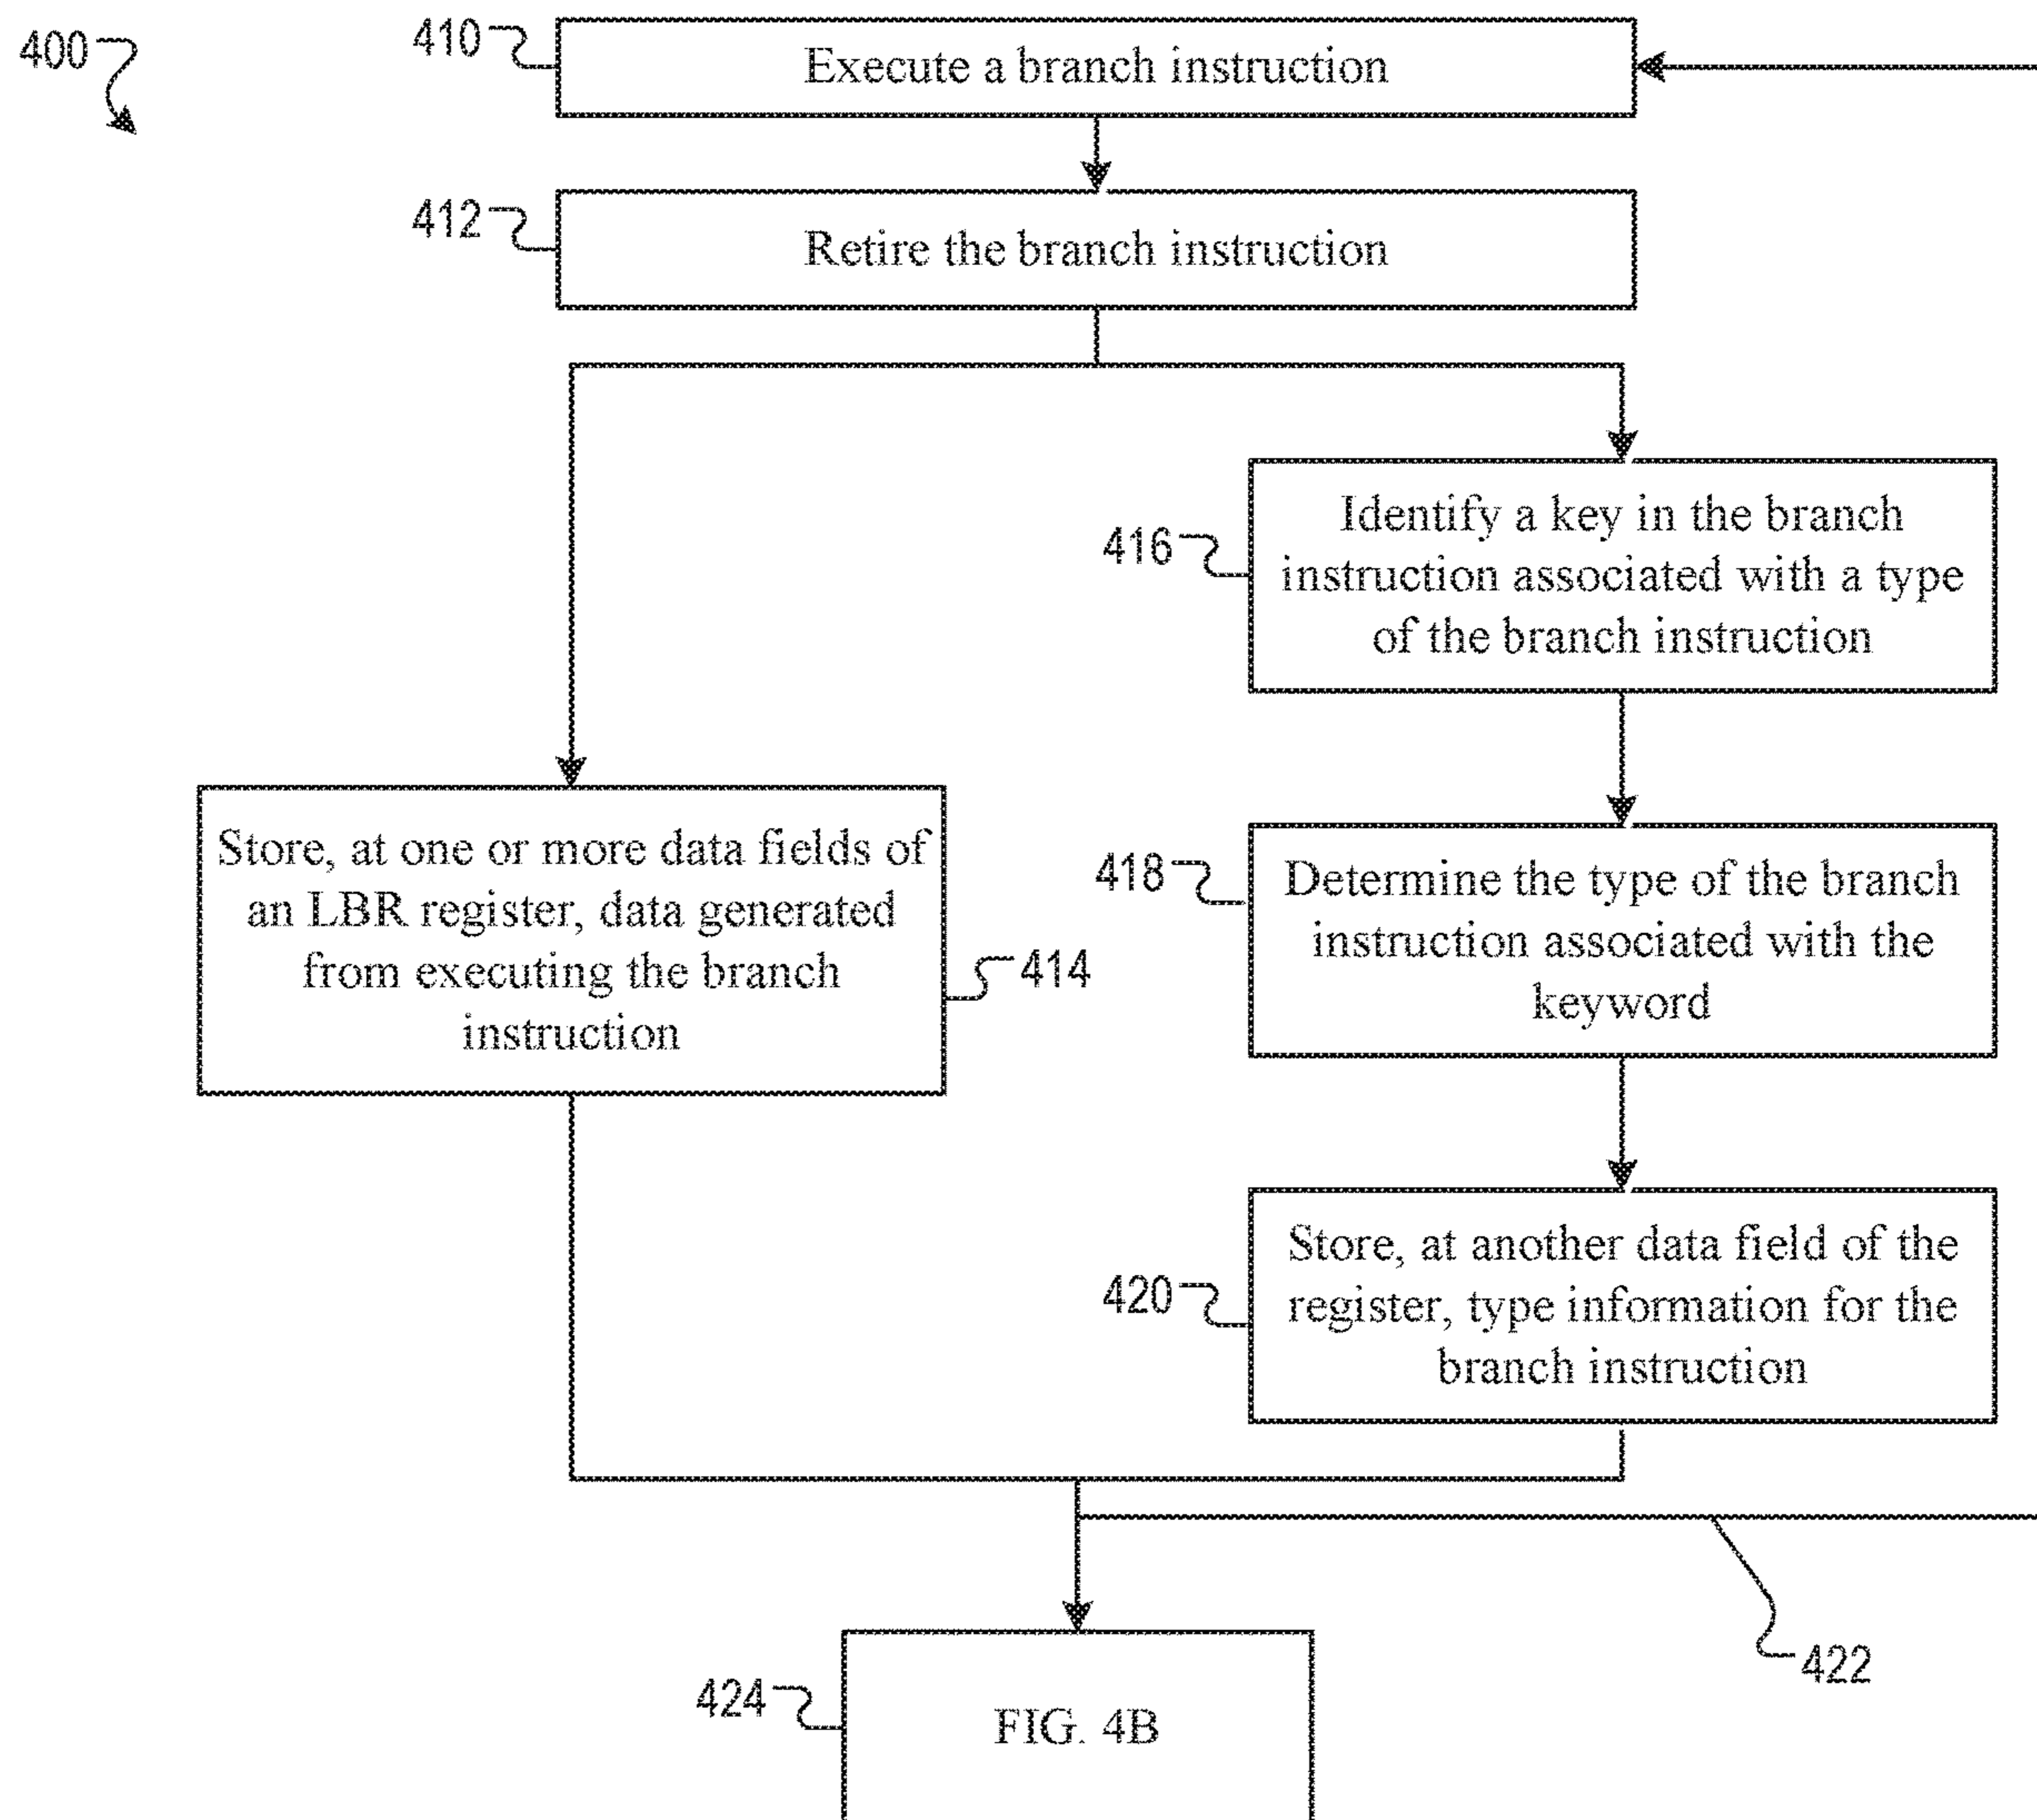 400
410
Execute a branch instruction
412
Retire the branch instruction
416
Identify a key in the branch
instruction associated with a type
of the branch instruction
Store, at one or more data fields of
an LBR register, data generated
from executing the branch
instruction
414
418
Determine the type of the branch
instruction associated with the
keyword
420
Store, at another data field of the
register, type information for the
branch instruction
422
424
FIG. 4B